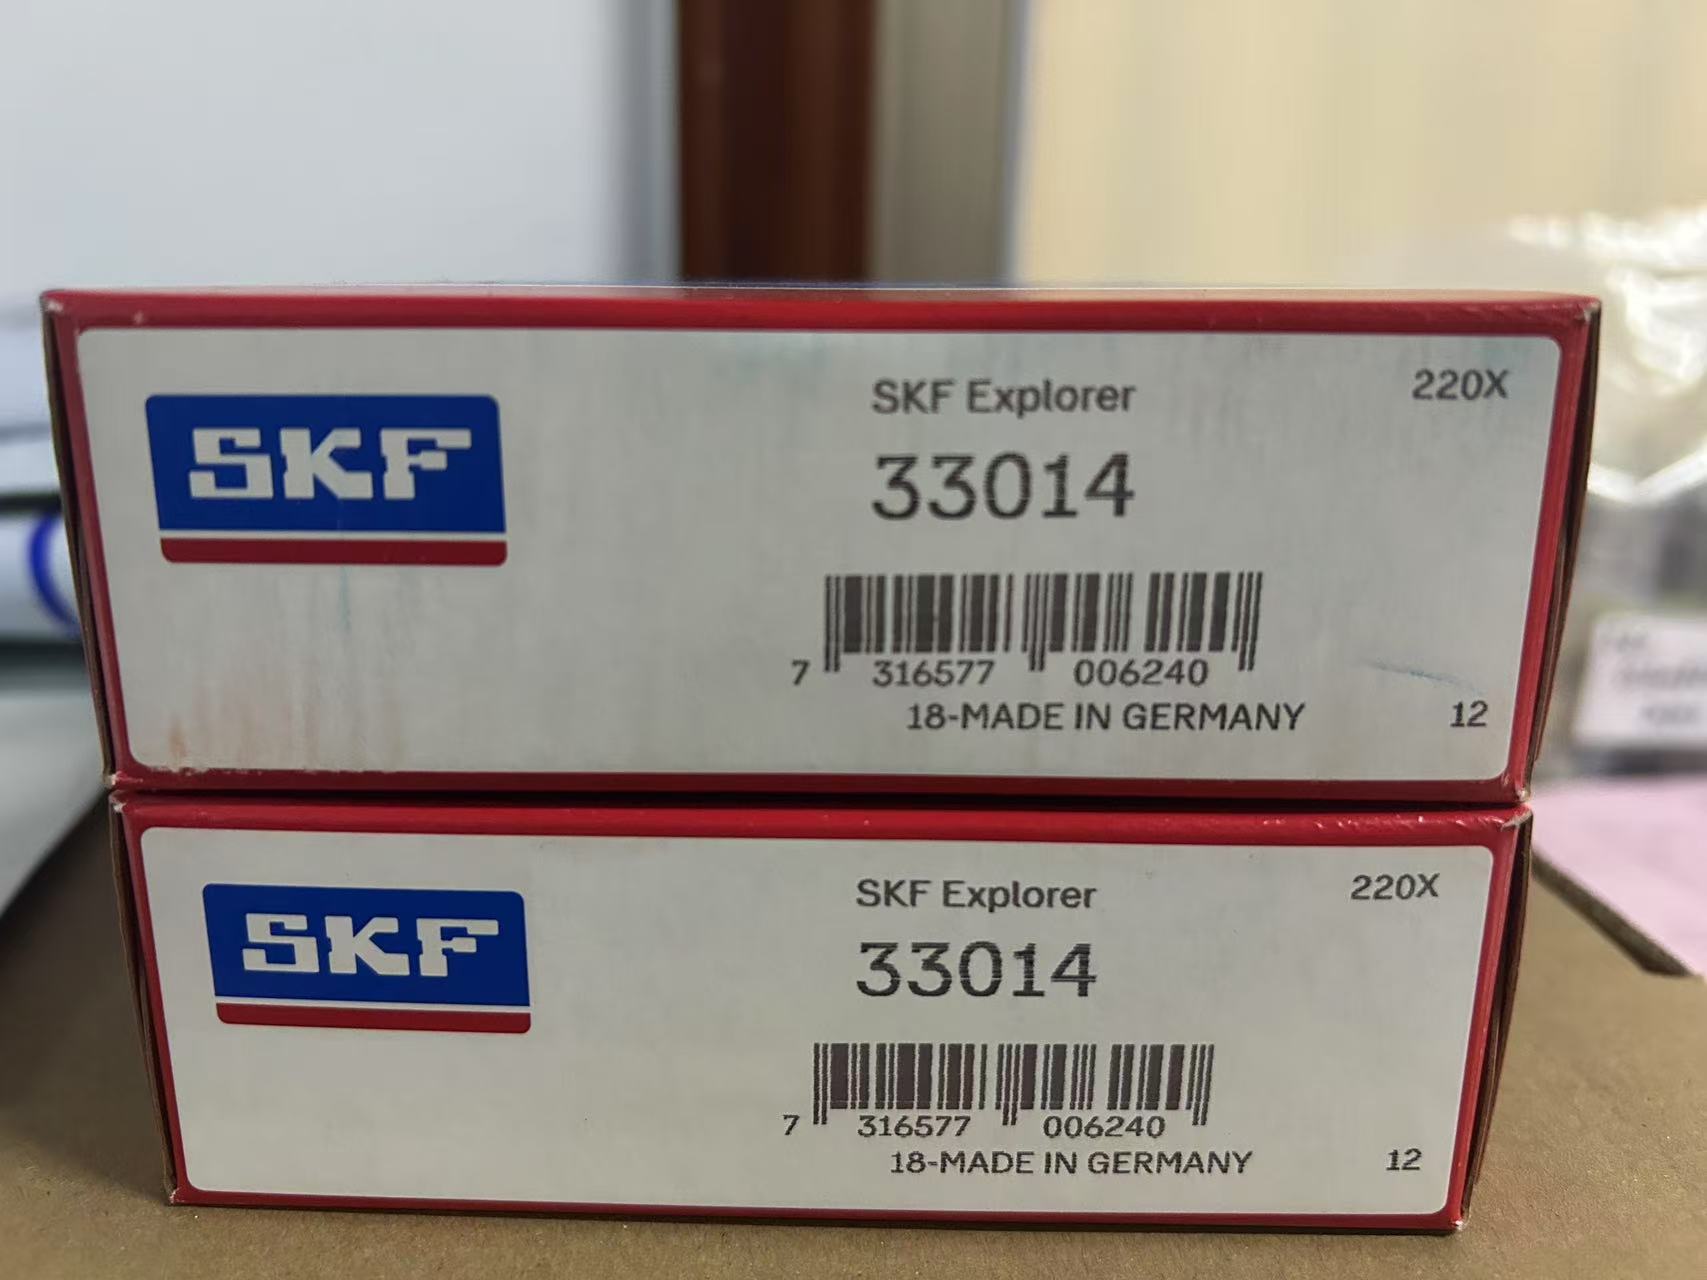 SKF
SKF Explorer
220X
33014
7 316577 006240
18-MADE IN GERMANY
12
SKF
SKF Explorer
220X
33014
7 316577 006240
18-MADE IN GERMANY
12